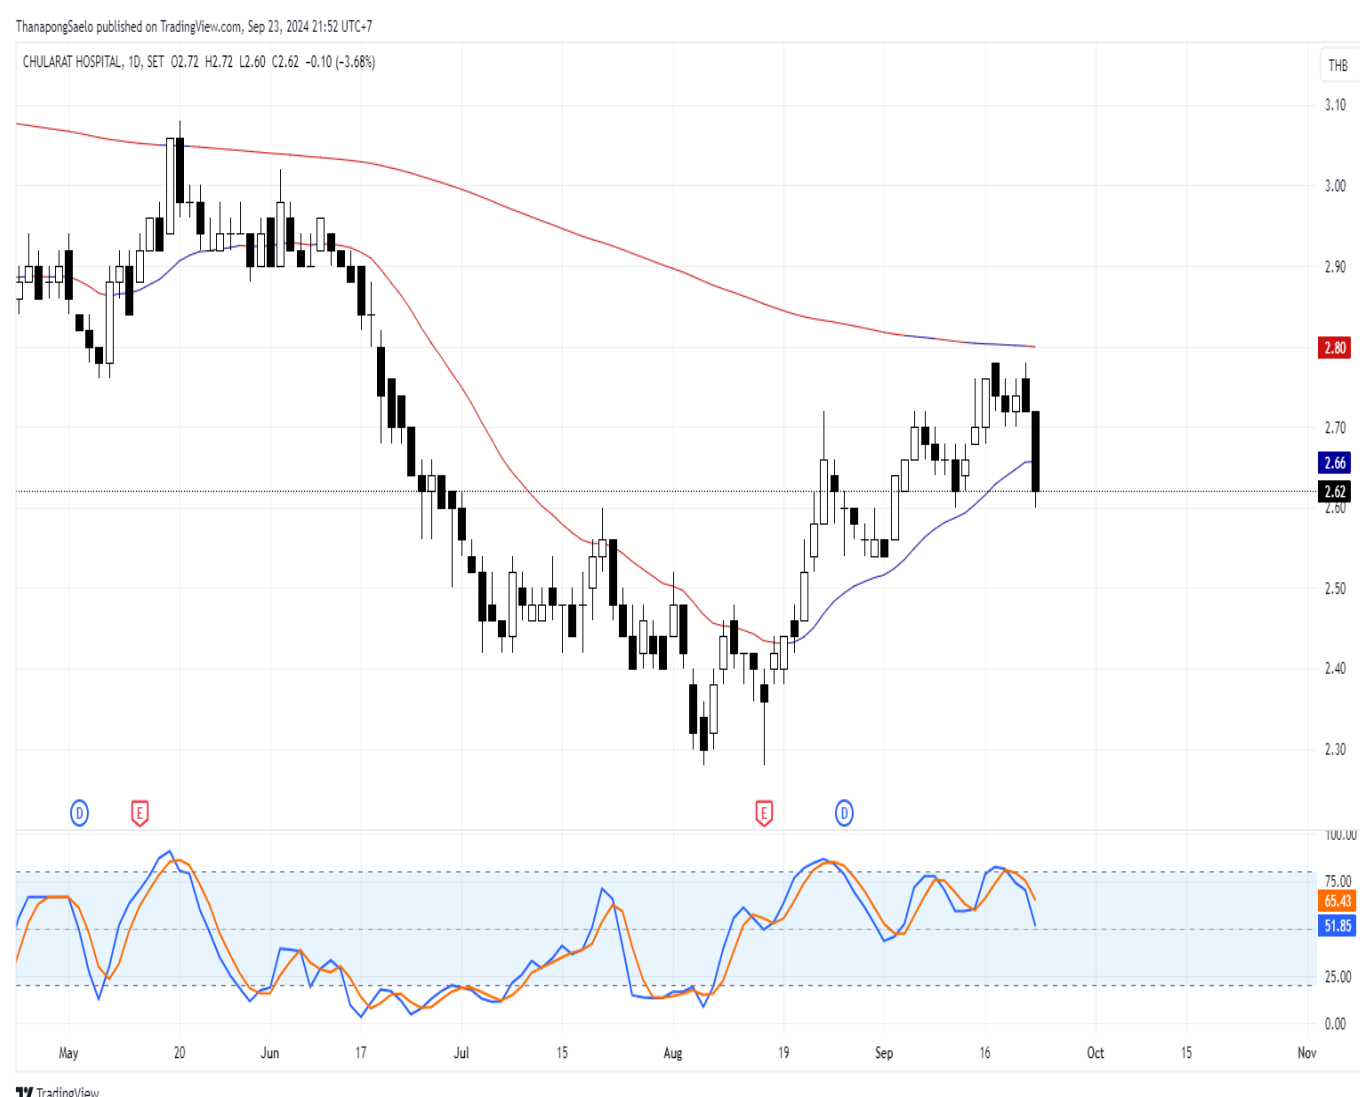 ThanapongSaelo published on TradingView.com, Sep 23, 2024 21:52 UTC+7
CHULARAT HOSPITAL, 1D, SET O2.72 H2.72 L2.60 C2.62 −0.10 (−3.68%)
THB
3.10
3.00
2.90
2.80
2.70
2.66
2.62
2.60
2.50
2.40
2.30
D
E
E
D
100.00
75.00
65.43
51.85
25.00
0.00
May 20 Jun 17 Jul 15 Aug 19 Sep 16 Oct 15 Nov
TradingView